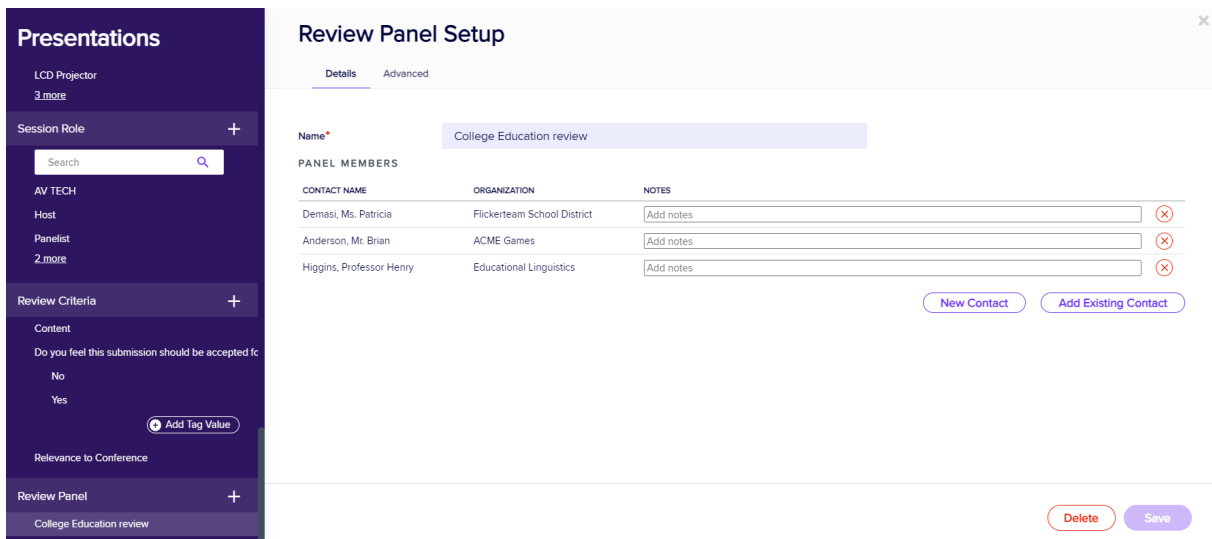 Presentations
LCD Projector
3 more
Session Role
Search
AV TECH
Host
Panelist
2 more
Review Criteria
Content
Do you feel this submission should be accepted fo
No
Yes
Add Tag Value
Relevance to Conference
Review Panel
College Education review
Review Panel Setup
Details Advanced
Name* College Education review
PANEL MEMBERS
CONTACT NAME ORGANIZATION NOTES
Demasi, Ms. Patricia Flickerteam School District Add notes
Anderson, Mr. Brian ACME Games Add notes
Higgins, Professor Henry Educational Linguistics Add notes
New Contact Add Existing Contact
Delete Save